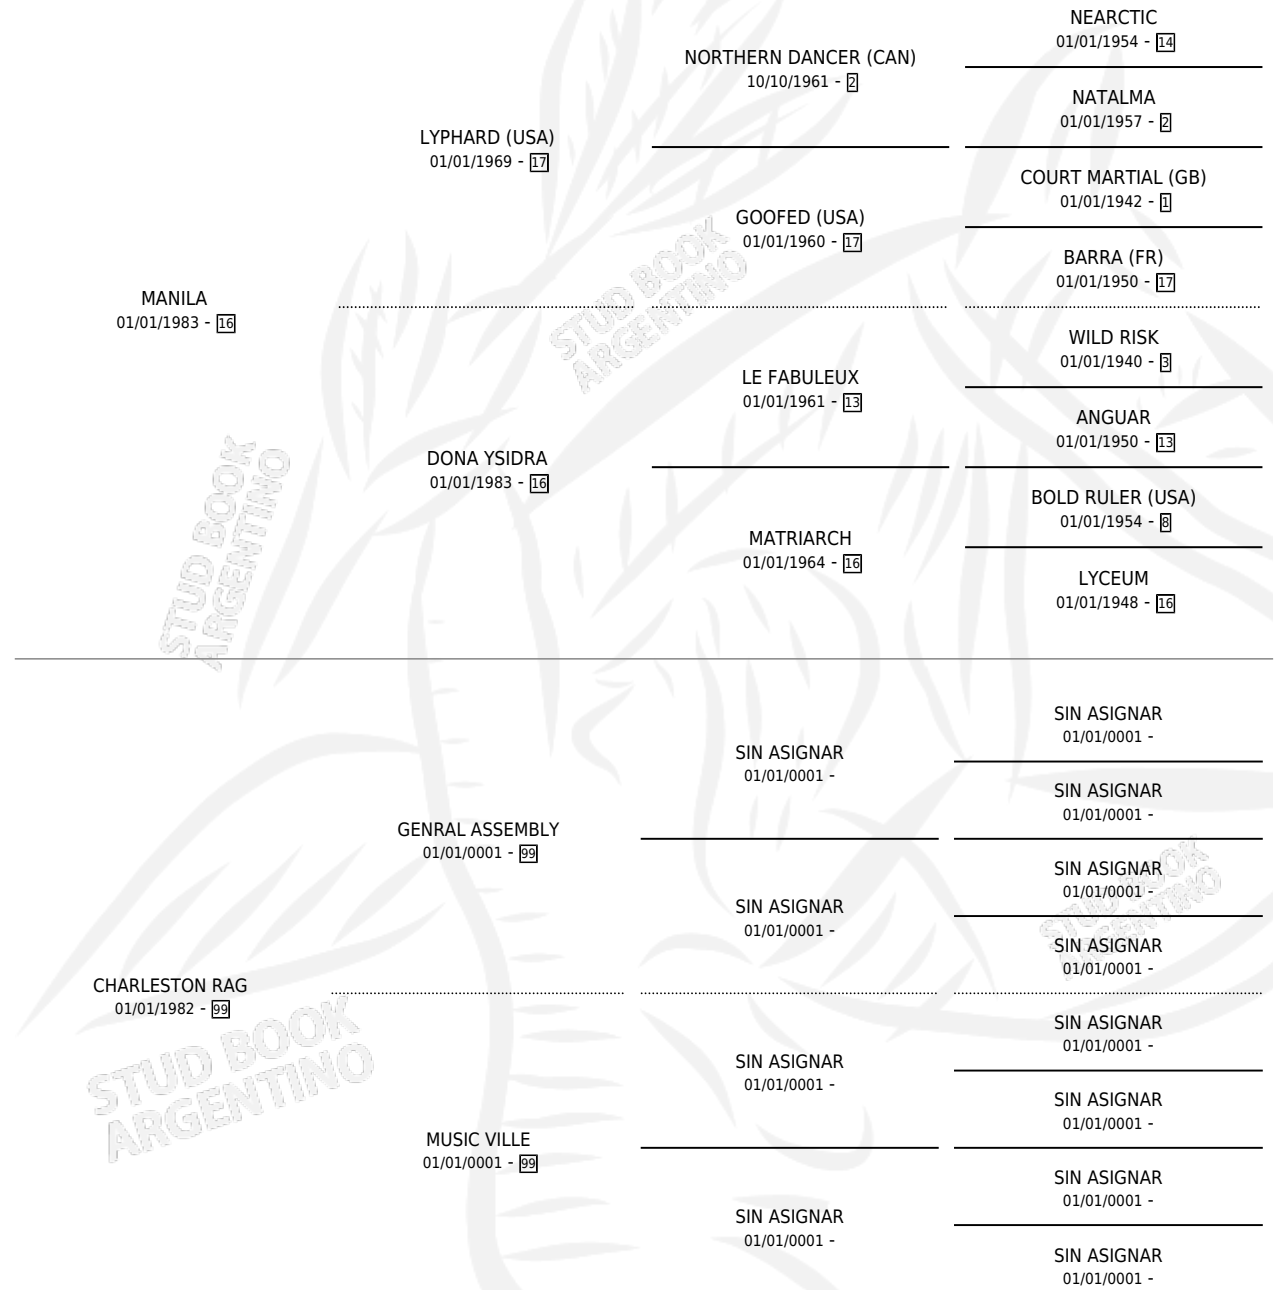 NEARCTIC
01/01/1954 - 14
NORTHERN DANCER (CAN)
10/10/1961 - 2
NATALMA
01/01/1957 - 2
LYPHARD (USA)
01/01/1969 - 17
COURT MARTIAL (GB)
01/01/1942 - 1
GOOFED (USA)
01/01/1960 - 17
BARRA (FR)
01/01/1950 - 17
MANILA
01/01/1983 - 16
WILD RISK
01/01/1940 - 3
LE FABULEUX
01/01/1961 - 13
ANGUAR
01/01/1950 - 13
DONA YSIDRA
01/01/1983 - 16
BOLD RULER (USA)
01/01/1954 - 8
MATRIARCH
01/01/1964 - 16
LYCEUM
01/01/1948 - 16
STUD BOOK
ARGENTINO
STUD BOOK
ARGENTINO
SIN ASIGNAR
01/01/0001 -
SIN ASIGNAR
01/01/0001 -
SIN ASIGNAR
01/01/0001 -
GENRAL ASSEMBLY
01/01/0001 - 99
SIN ASIGNAR
01/01/0001 -
SIN ASIGNAR
01/01/0001 -
SIN ASIGNAR
01/01/0001 -
CHARLESTON RAG
01/01/1982 - 99
SIN ASIGNAR
01/01/0001 -
SIN ASIGNAR
01/01/0001 -
SIN ASIGNAR
01/01/0001 -
MUSIC VILLE
01/01/0001 - 99
SIN ASIGNAR
01/01/0001 -
SIN ASIGNAR
01/01/0001 -
SIN ASIGNAR
01/01/0001 -
STUD BOOK
ARGENTINO
STUD BOOK
ARGENTINO